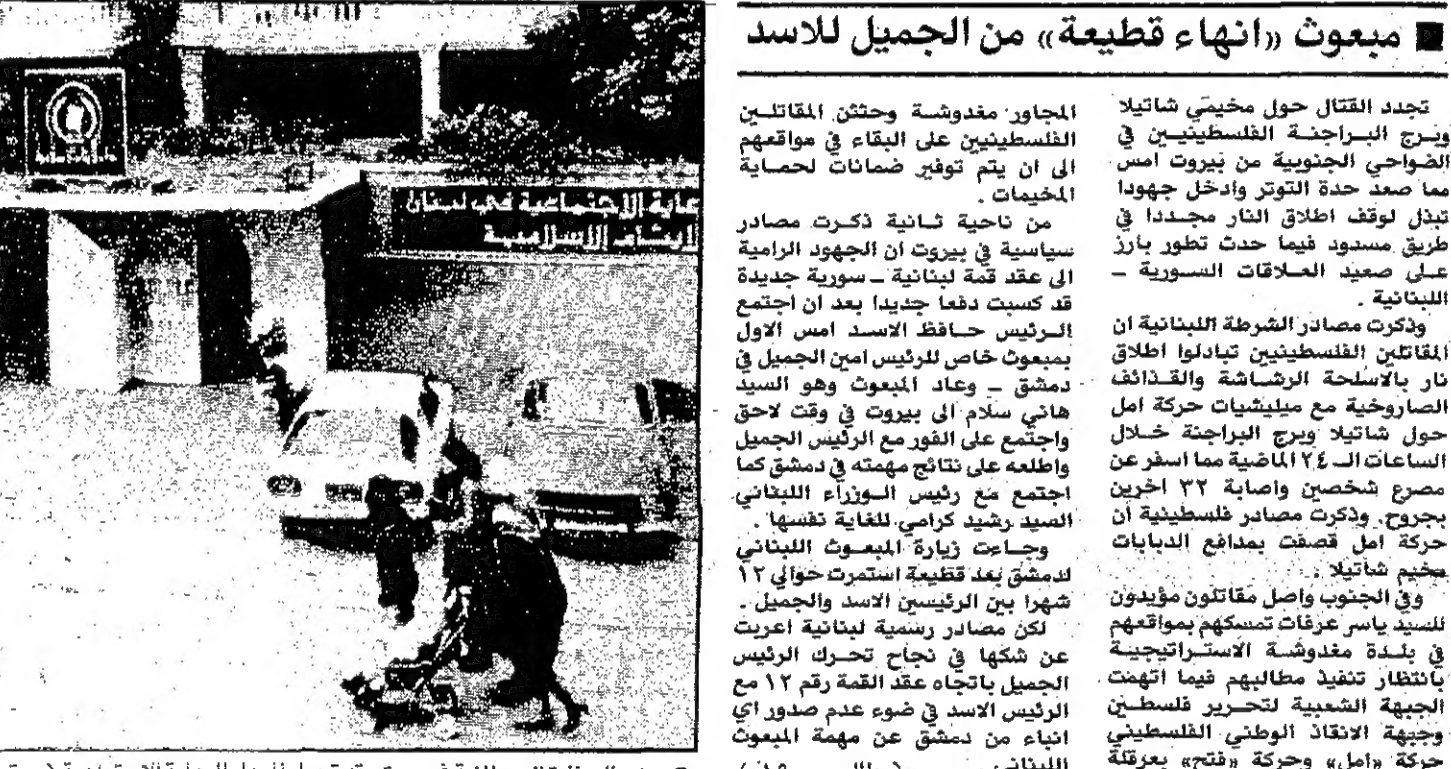 مبعوث «انهاء قطيعة» من الجميل للاسد
تجدد القتال حول مخيمي شاتيلا
وبرج البراجنة الفلسطينيين في
الضواحي الجنوبية من بيروت امس
مما صعد حدة التوتر وادخل جهودا
تبذل لوقف اطلاق النار مجددا في
طريق مسدود فيما حدث تطور بارز
على صعيد العلاقات السورية ـ
اللبنانية .
وذكرت مصادر الشرطة اللبنانية ان
المقاتلين الفلسطينيين تبادلوا اطلاق
نار بالاسلحة الرشاشة والقذائف
الصاروخية مع ميليشيات حركة امل
حول شاتيلا وبرج البراجنة خلال
الساعات الـ ٢٤ الماضية مما اسفر عن
مصرع شخصين واصابة ٣٢ اخرين
بجروح. وذكرت مصادر فلسطينية ان
حركة امل قصفت بمدافع الدبابات
مخيم شاتيلا .
وفي الجنوب واصل مقاتلون مؤيدون
للسيد ياسر عرفات تمسكهم بمواقعهم
في بلدة مغدوشة الاستراتيجية
بانتظار تنفيذ مطالبهم فيما اتهمت
الجبهة الشعبية لتحرير فلسطين
وجبهة الانقاذ الوطني الفلسطيني
حركة «امل» وحركة «فتح» بعرقلة
المجاور مغدوشة وحثثن المقاتلين
الفلسطينيين على البقاء في مواقعهم
الى ان يتم توفير ضمانات لحماية
المخيمات .
من ناحية ثانية ذكرت مصادر
سياسية في بيروت ان الجهود الرامية
الى عقد قمة لبنانية ـ سورية جديدة
قد كسبت دفعا جديدا بعد ان اجتمع
الرئيس حافظ الاسد امس الاول
بمبعوث خاص للرئيس امين الجميل في
دمشق ـ وعاد المبعوث وهو السيد
هاني سلام الى بيروت في وقت لاحق
واجتمع على الفور مع الرئيس الجميل
واطلعه على نتائج مهمته في دمشق كما
اجتمع مع رئيس الوزراء اللبناني
السيد رشيد كرامي للغاية نفسها .
وجاءت زيارة المبعوث اللبناني
لدمشق بعد قطيعة استمرت حوالي ١٢
شهرا بين الرئيسين الاسد والجميل .
لكن مصادر رسمية لبنانية اعربت
عن شكها في نجاح تحرك الرئيس
الجميل باتجاه عقد القمة رقم ١٢ مع
الرئيس الاسد في ضوء عدم صدور اي
انباء من دمشق عن مهمة المبعوث
اللبناني
عاية الاجتماعية في لبنان
الاسلامية